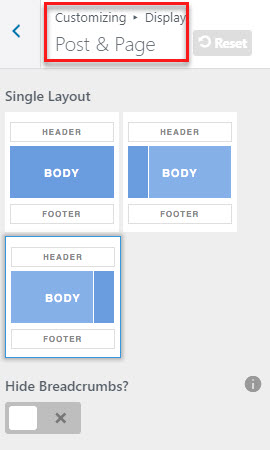 Customizing ▸ Display
Post & Page
Reset
Single Layout
HEADER HEADER
BODY BODY
FOOTER FOOTER
HEADER
BODY
FOOTER
Hide Breadcrumbs?